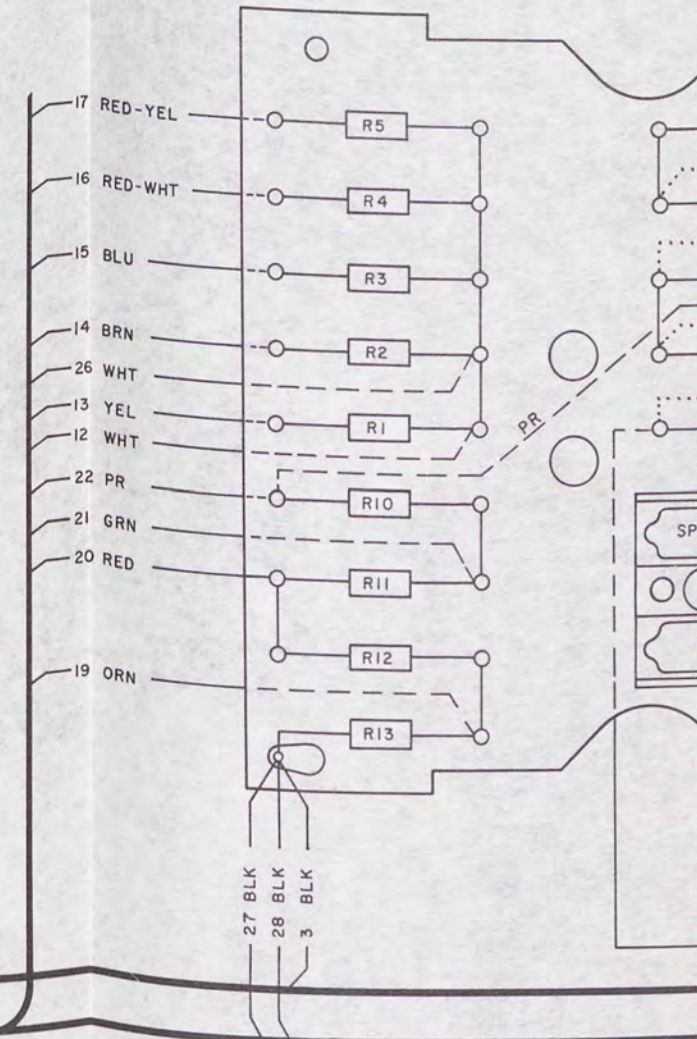 17 RED-YEL
R5
16 RED-WHT
R4
15 BLU
R3
14 BRN
R2
26 WHT
13 YEL
R1
12 WHT
PR
22 PR
R10
21 GRN
SP
20 RED
R11
R12
19 ORN
R13
27 BLK
28 BLK
3 BLK